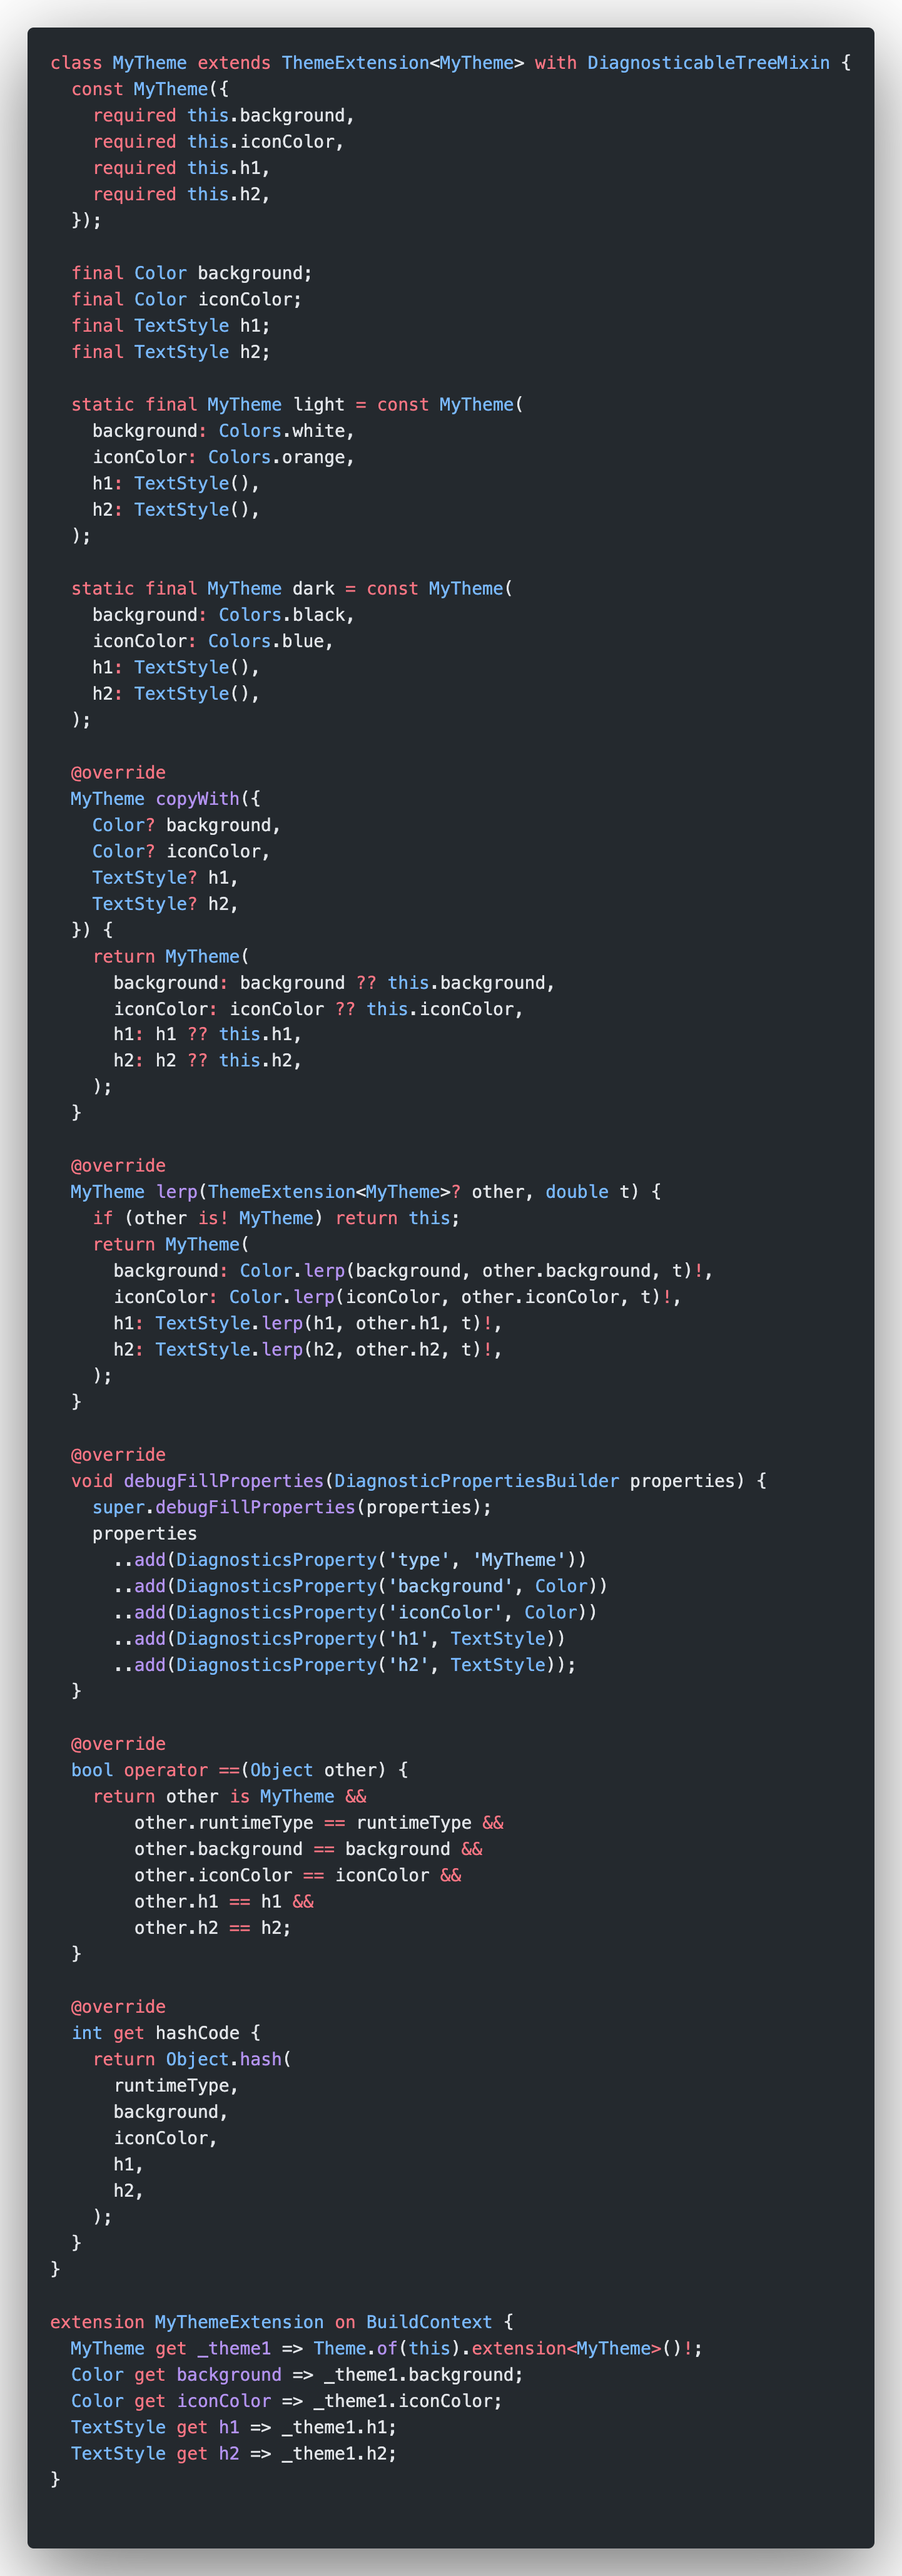 class MyTheme extends ThemeExtension<MyTheme> with DiagnosticableTreeMixin {
  const MyTheme({
    required this.background,
    required this.iconColor,
    required this.h1,
    required this.h2,
  });

  final Color background;
  final Color iconColor;
  final TextStyle h1;
  final TextStyle h2;

  static final MyTheme light = const MyTheme(
    background: Colors.white,
    iconColor: Colors.orange,
    h1: TextStyle(),
    h2: TextStyle(),
  );

  static final MyTheme dark = const MyTheme(
    background: Colors.black,
    iconColor: Colors.blue,
    h1: TextStyle(),
    h2: TextStyle(),
  );

  @override
  MyTheme copyWith({
    Color? background,
    Color? iconColor,
    TextStyle? h1,
    TextStyle? h2,
  }) {
    return MyTheme(
      background: background ?? this.background,
      iconColor: iconColor ?? this.iconColor,
      h1: h1 ?? this.h1,
      h2: h2 ?? this.h2,
    );
  }

  @override
  MyTheme lerp(ThemeExtension<MyTheme>? other, double t) {
    if (other is! MyTheme) return this;
    return MyTheme(
      background: Color.lerp(background, other.background, t)!,
      iconColor: Color.lerp(iconColor, other.iconColor, t)!,
      h1: TextStyle.lerp(h1, other.h1, t)!,
      h2: TextStyle.lerp(h2, other.h2, t)!,
    );
  }

  @override
  void debugFillProperties(DiagnosticPropertiesBuilder properties) {
    super.debugFillProperties(properties);
    properties
      ..add(DiagnosticsProperty('type', 'MyTheme'))
      ..add(DiagnosticsProperty('background', Color))
      ..add(DiagnosticsProperty('iconColor', Color))
      ..add(DiagnosticsProperty('h1', TextStyle))
      ..add(DiagnosticsProperty('h2', TextStyle));
  }

  @override
  bool operator ==(Object other) {
    return other is MyTheme &&
        other.runtimeType == runtimeType &&
        other.background == background &&
        other.iconColor == iconColor &&
        other.h1 == h1 &&
        other.h2 == h2;
  }

  @override
  int get hashCode {
    return Object.hash(
      runtimeType,
      background,
      iconColor,
      h1,
      h2,
    );
  }
}

extension MyThemeExtension on BuildContext {
  MyTheme get _theme1 => Theme.of(this).extension<MyTheme>()!;
  Color get background => _theme1.background;
  Color get iconColor => _theme1.iconColor;
  TextStyle get h1 => _theme1.h1;
  TextStyle get h2 => _theme1.h2;
}